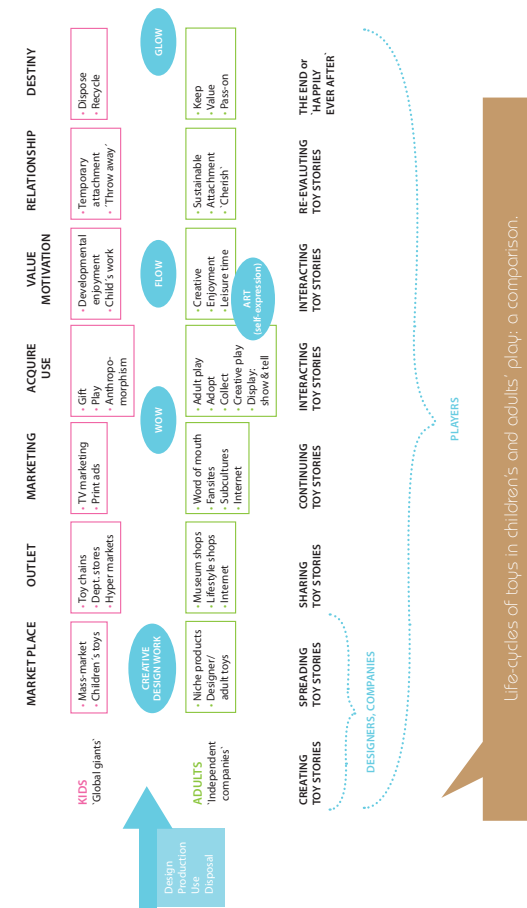 MARKET PLACE
OUTLET
MARKETING
ACQUIRE
USE
VALUE
MOTIVATION
RELATIONSHIP
DESTINY
KIDS
'Global giants'
• Mass-market
• Children´s toys
• Toy chains
• Dept. stores
• Hyper markets
• TV marketing
• Print ads
• Gift
• Play
• Anthropo-
morphism
• Developmental
enjoyment
• Child´s work
• Temporary
attachment
• 'Throw away'
• Dispose
• Recycle
CREATIVE
DESIGN WORK
WOW
FLOW
GLOW
Design
Production
Use
Disposal
ADULTS
'Independent
companies'
• Niche products
• Designer/
adult toys
• Museum shops
• Lifestyle shops
• Internet
• Word of mouth
• Fansites
• Subcultures
• Internet
• Adult play
• Adopt
• Collect
• Creative play
• Display:
show & tell
• Creative
• Enjoyment
• Leisure time
ART
(self-expression)
• Sustainable
• Attachment
• 'Cherish'
• Keep
• Value
• Pass-on
CREATING
TOY STORIES
SPREADING
TOY STORIES
SHARING
TOY STORIES
CONTINUING
TOY STORIES
INTERACTING
TOY STORIES
INTERACTING
TOY STORIES
RE-EVALUTING
TOY STORIES
THE END or
'HAPPILY
EVER AFTER'
DESIGNERS, COMPANIES
PLAYERS
Life-cycles of toys in children's and adults' play: a comparison.